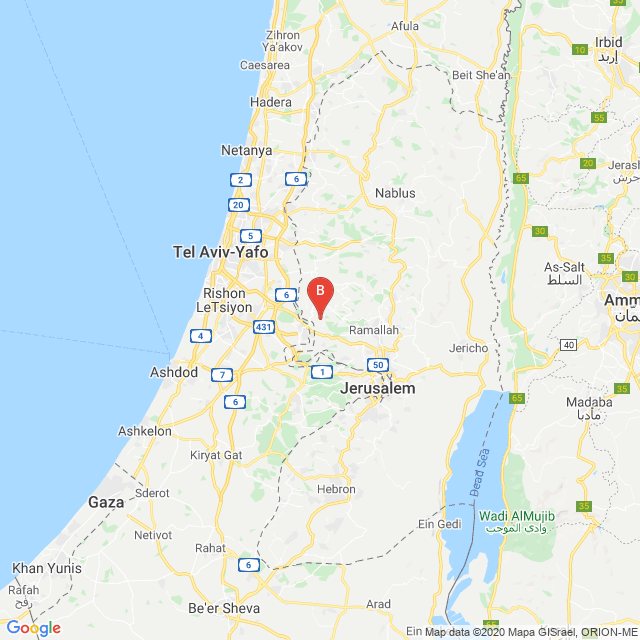 Afula
Zihron
Ya'akov
Irbid
إربد
10
Caesarea
Beit She'an
Hadera
55
35
Netanya
20
Jerash
جرش
2
6
65
65
Nablus
20
5
30
Tel Aviv-Yafo
35
As-Salt
السلط
Rishon
LeTsiyon
6
B
35
Amm
عمان
431
Ramallah
4
Jericho
40
Ashdod
7
1
50
Jerusalem
6
65
Madaba
مأدبا
Ashkelon
Kiryat Gat
Dead Sea
Gaza
Sderot
Hebron
35
Wadi AlMujib
وادي الموجب
Ein Gedi
Netivot
Rahat
Khan Yunis
6
Rafah
رفح
Be'er Sheva
Arad
Google
Map data ©2020 Mapa GISrael, ORION-ME